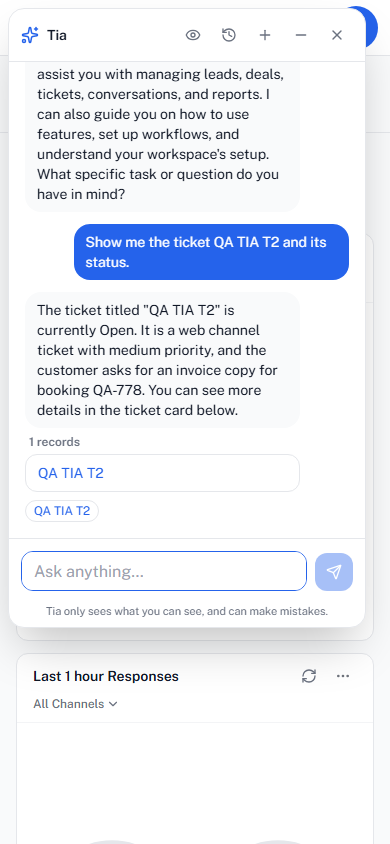 Tia
assist you with managing leads, deals,
tickets, conversations, and reports. I
can also guide you on how to use
features, set up workflows, and
understand your workspace's setup.
What specific task or question do you
have in mind?
Show me the ticket QA TIA T2 and its
status.
The ticket titled "QA TIA T2" is
currently Open. It is a web channel
ticket with medium priority, and the
customer asks for an invoice copy for
booking QA-778. You can see more
details in the ticket card below.
1 records
QA TIA T2
QA TIA T2
Ask anything...
Tia only sees what you can see, and can make mistakes.
Last 1 hour Responses
All Channels